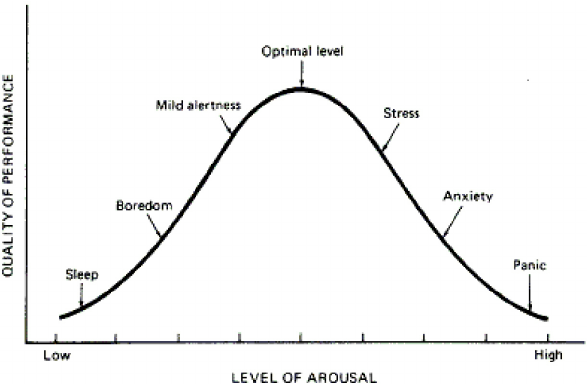 Optimal level
Mild alertness
Stress
Boredom
Anxiety
Sleep
Panic
QUALITY OF PERFORMANCE
Low
High
LEVEL OF AROUSAL